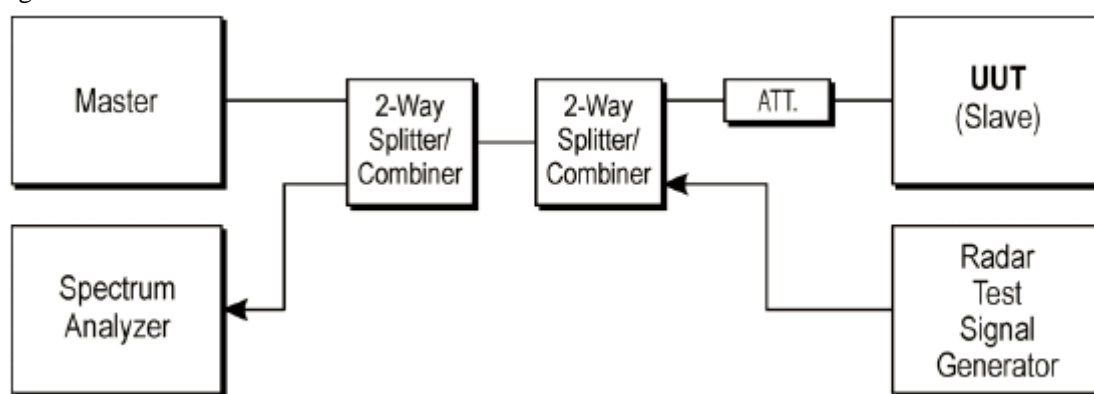 Master
2-Way
Splitter/
Combiner
2-Way
Splitter/
Combiner
ATT.
UUT
(Slave)
Spectrum
Analyzer
Radar
Test
Signal
Generator